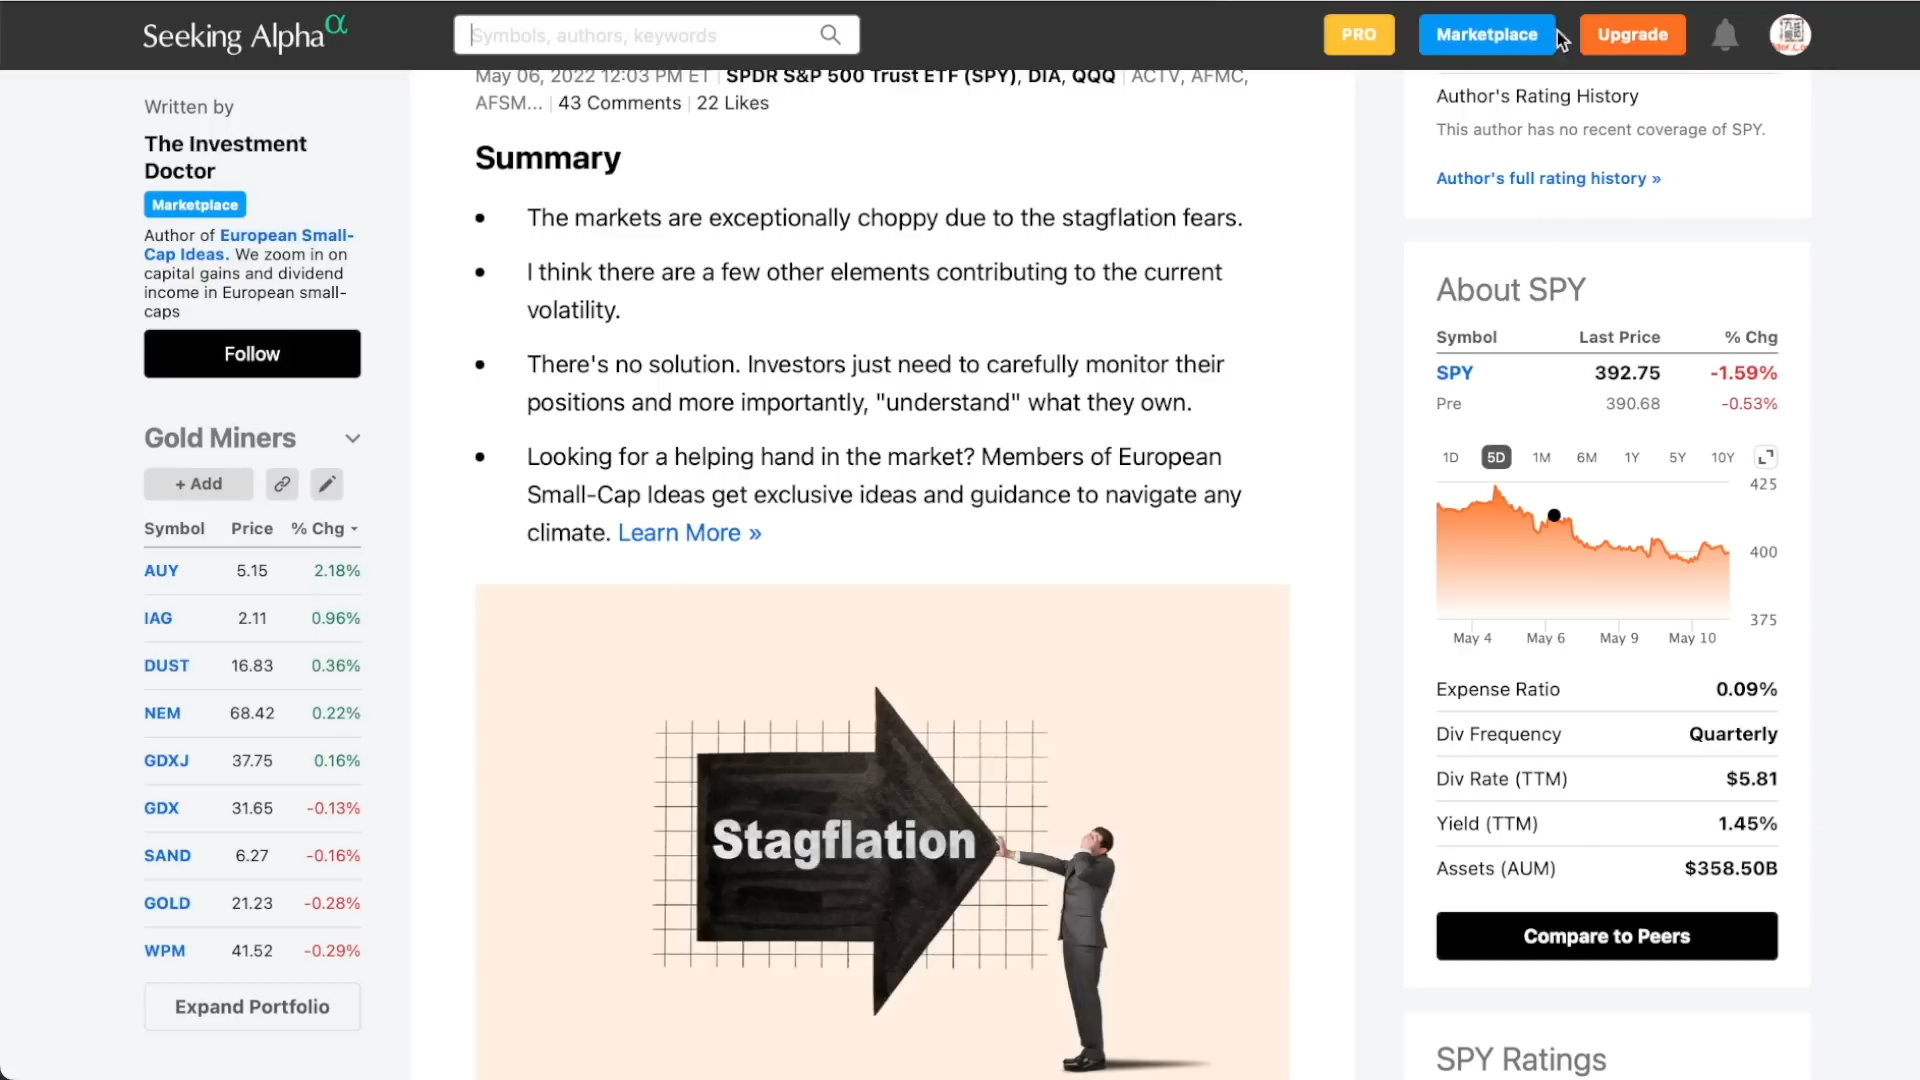 Seeking Alpha α
Symbols, authors, keywords
PRO
Marketplace
Upgrade
Written by
The Investment
Doctor
Marketplace
Author of European Small-
Cap Ideas. We zoom in on
capital gains and dividend
income in European small-
caps
Follow
Gold Miners
+ Add
Symbol Price % Chg
AUY 5.15 2.18%
IAG 2.11 0.96%
DUST 16.83 0.36%
NEM 68.42 0.22%
GDXJ 37.75 0.16%
GDX 31.65 -0.13%
SAND 6.27 -0.16%
GOLD 21.23 -0.28%
WPM 41.52 -0.29%
Expand Portfolio
May 06, 2022 12:03 PM ET | SPDR S&P 500 Trust ETF (SPY), DIA, QQQ | ACTV, AFMC,
AFSM... | 43 Comments | 22 Likes
Summary
• The markets are exceptionally choppy due to the stagflation fears.
• I think there are a few other elements contributing to the current
volatility.
• There's no solution. Investors just need to carefully monitor their
positions and more importantly, "understand" what they own.
• Looking for a helping hand in the market? Members of European
Small-Cap Ideas get exclusive ideas and guidance to navigate any
climate. Learn More »
Stagflation
Author's Rating History
This author has no recent coverage of SPY.
Author's full rating history »
About SPY
Symbol Last Price % Chg
SPY 392.75 -1.59%
Pre 390.68 -0.53%
1D 5D 1M 6M 1Y 5Y 10Y
425
400
375
May 4 May 6 May 9 May 10
Expense Ratio 0.09%
Div Frequency Quarterly
Div Rate (TTM) $5.81
Yield (TTM) 1.45%
Assets (AUM) $358.50B
Compare to Peers
SPY Ratings